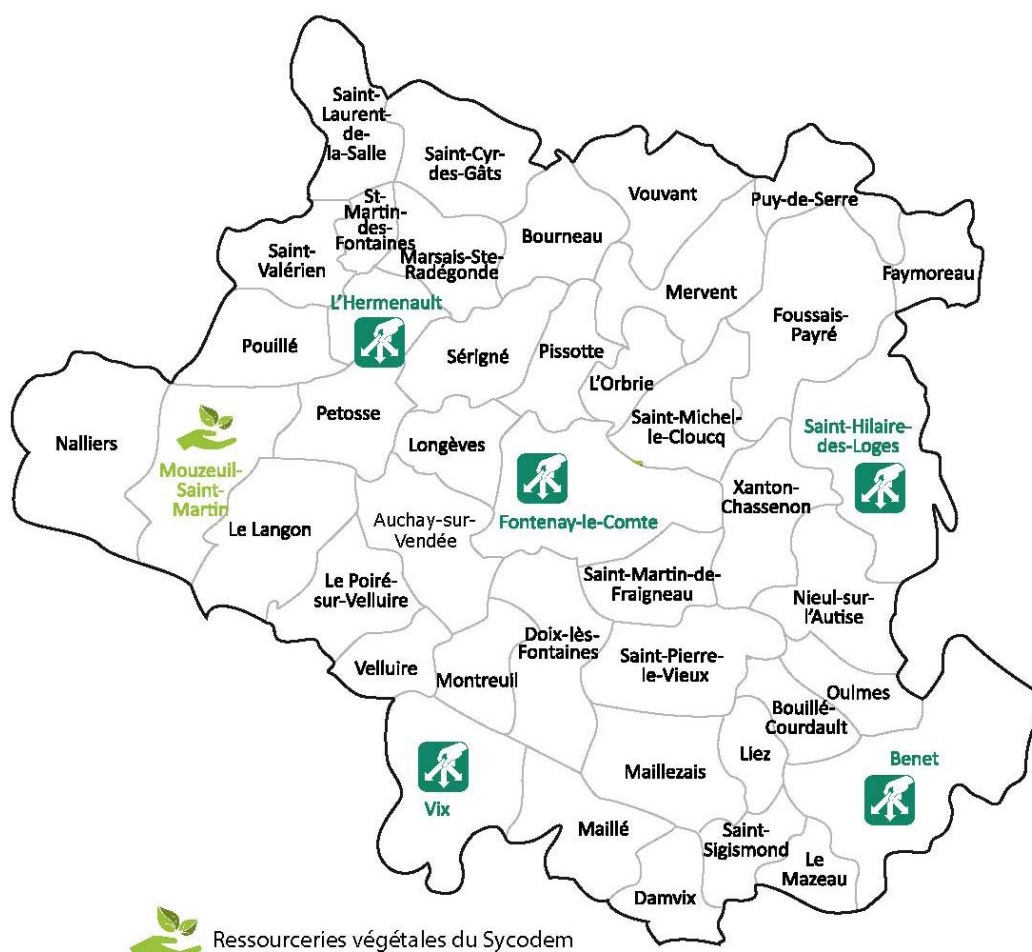 Saint-
Laurent-
de-
la-Salle
Saint-Cyr-
des-Gâts
Vouvant
Puy-de-Serre
St-
Martin-
des-
Fontaines
Saint-
Valérien
Marsais-Ste-
Radégonde
Bourneau
Faymoreau
Mervent
L'Hermenault
Foussais-
Payré
Pouillé
Sérigné
Pissotte
L'Orbrie
Petosse
Saint-Michel-
le-Cloucq
Saint-Hilaire-
des-Loges
Nalliers
Longèves
Mouzeuil-
Saint-
Martin
Xanton-
Chassenon
Le Langon
Auchay-sur-
Vendée
Fontenay-le-Comte
Le Poiré-
sur-Velluire
Saint-Martin-de-
Fraigneau
Nieul-sur-
l'Autise
Doix-lès-
Fontaines
Velluire
Montreuil
Saint-Pierre-
le-Vieux
Oulmes
Bouillé-
Courdault
Liez
Benet
Maillezais
Vix
Maillé
Saint-
Sigismond
Le
Mazeau
Damvix
Ressourceries végétales du Sycodem